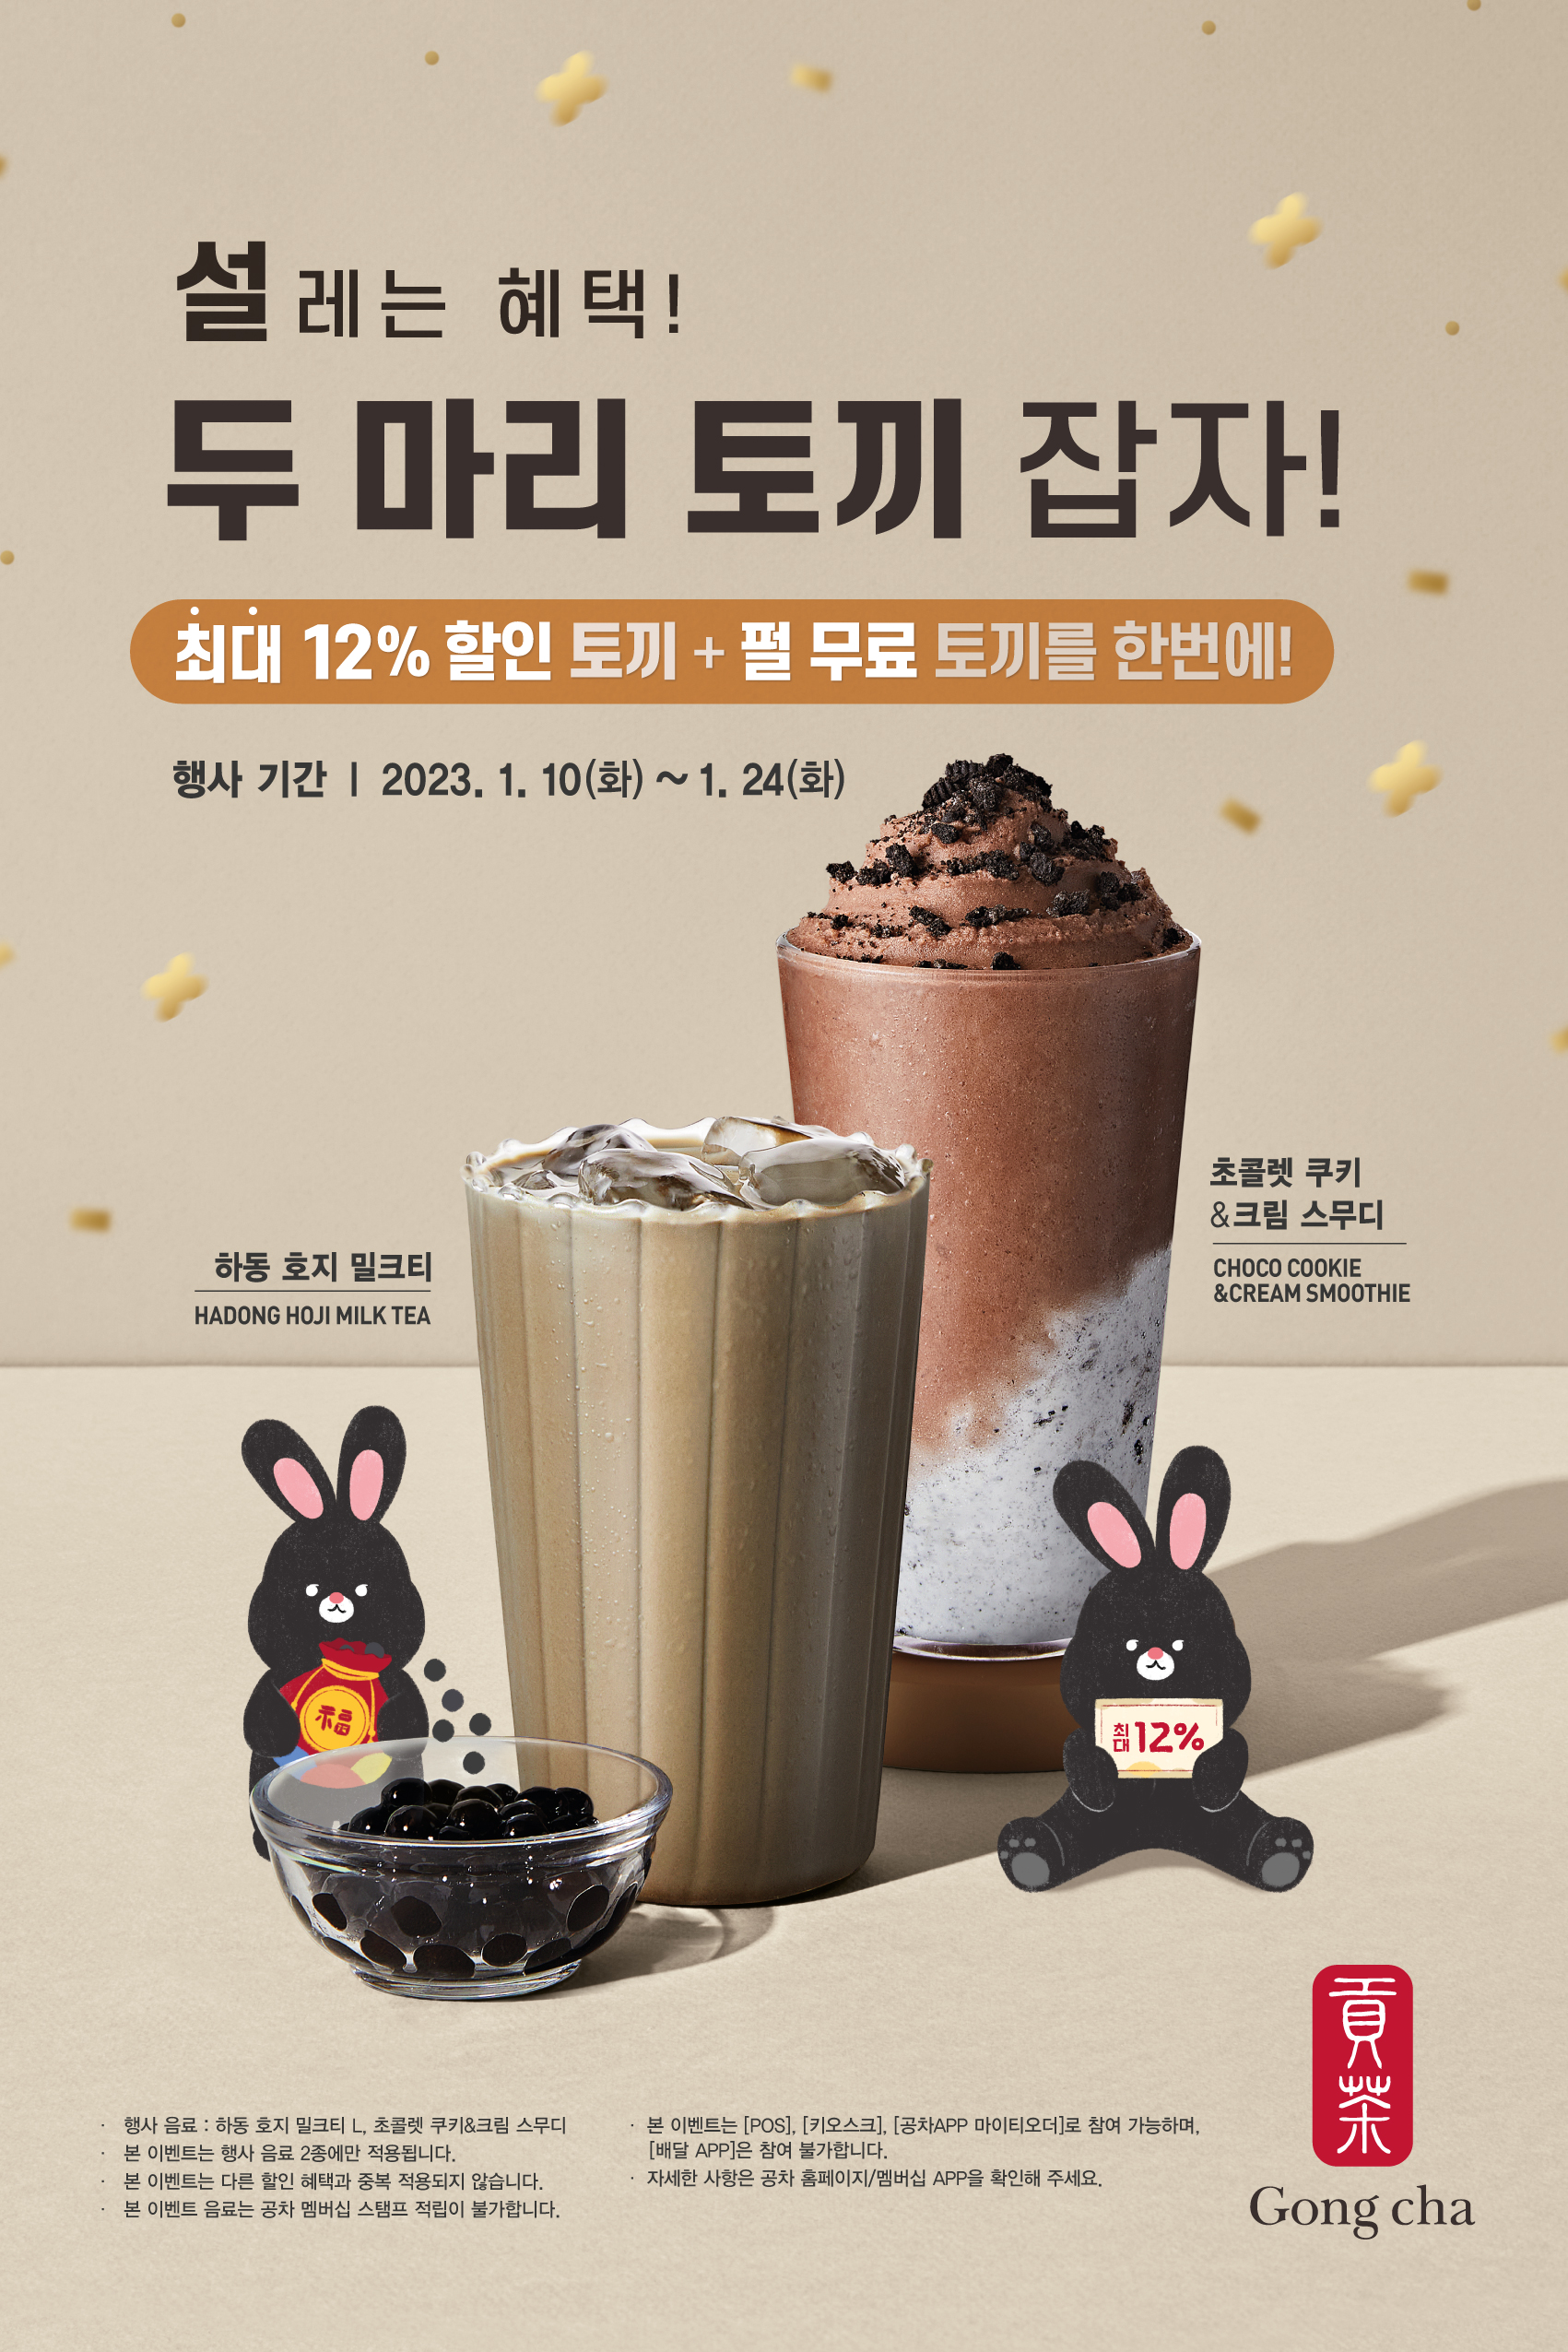 설레는 혜택!
두 마리 토끼 잡자!
최대 12% 할인 토끼 + 펄 무료 토끼를 한번에!
행사 기간 | 2023. 1. 10(화) ~ 1. 24(화)
초콜렛 쿠키
&크림 스무디
CHOCO COOKIE
&CREAM SMOOTHIE
하동 호지 밀크티
HADONG HOJI MILK TEA
福
최대 12%
· 행사 음료 : 하동 호지 밀크티 L, 초콜렛 쿠키&크림 스무디
· 본 이벤트는 행사 음료 2종에만 적용됩니다.
· 본 이벤트는 다른 할인 혜택과 중복 적용되지 않습니다.
· 본 이벤트 음료는 공차 멤버십 스탬프 적립이 불가합니다.
· 본 이벤트는 [POS], [키오스크], [공차APP 마이티오더]로 참여 가능하며,
[배달 APP]은 참여 불가합니다.
· 자세한 사항은 공차 홈페이지/멤버십 APP을 확인해 주세요.
貢茶
Gong cha